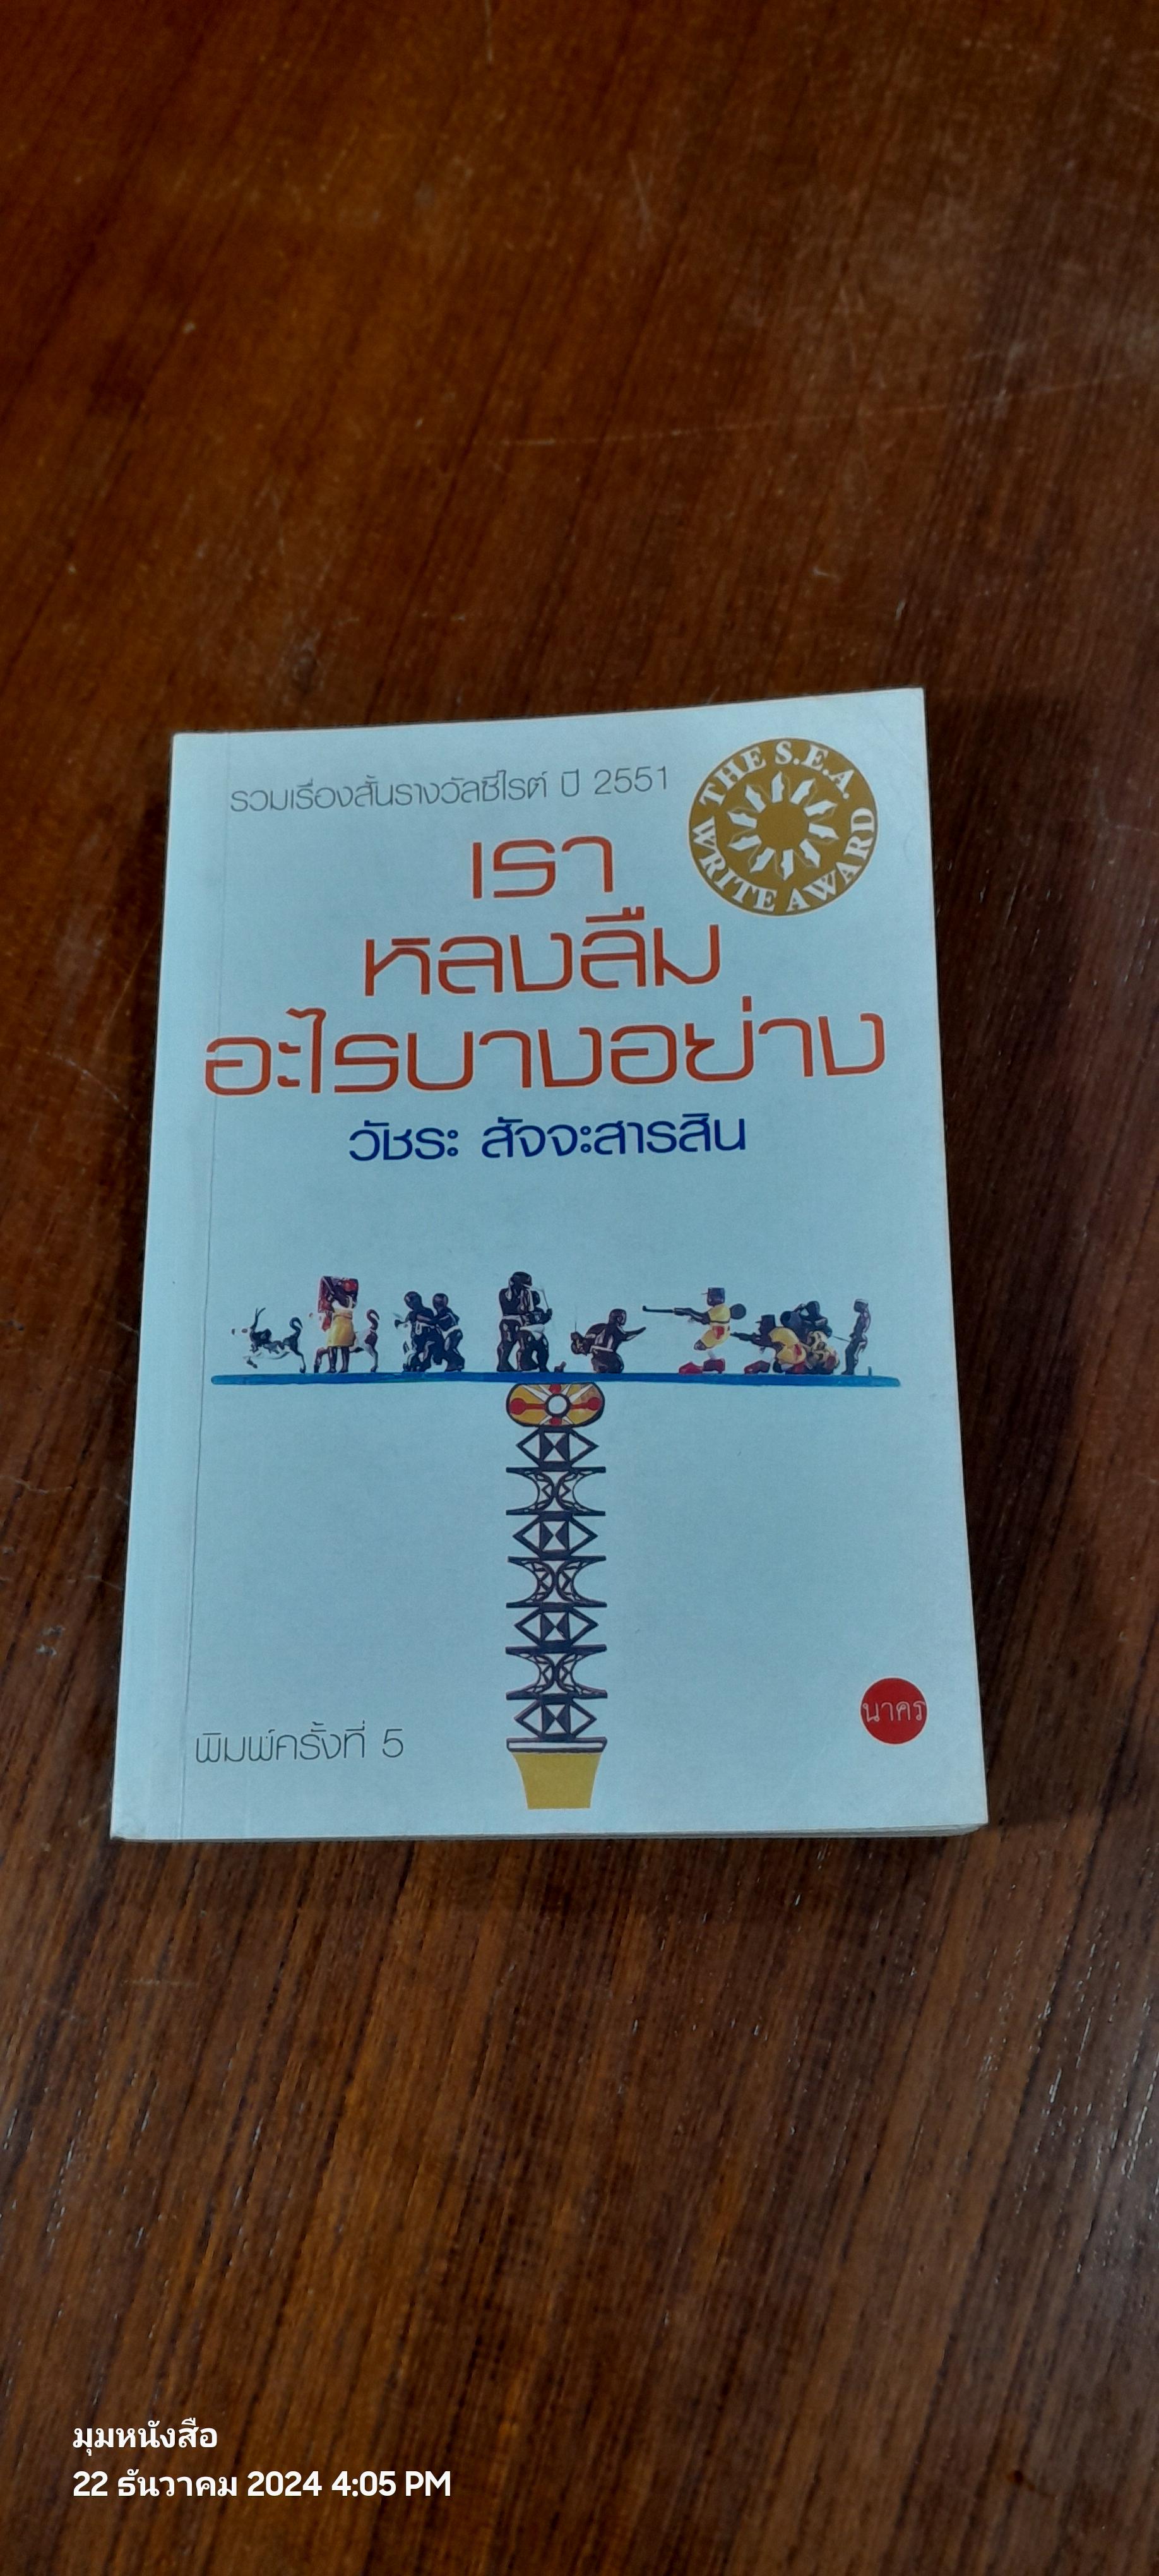 รวมเรื่องสั้นรางวัลซีไรต์ ปี 2551
THE S.E.A. WRITE AWARD
เรา
หลงลืม
อะไรบางอย่าง
วัชระ สัจจะสารสิน
นาคร
พิมพ์ครั้งที่ 5
มุมหนังสือ
22 ธันวาคม 2024 4:05 PM